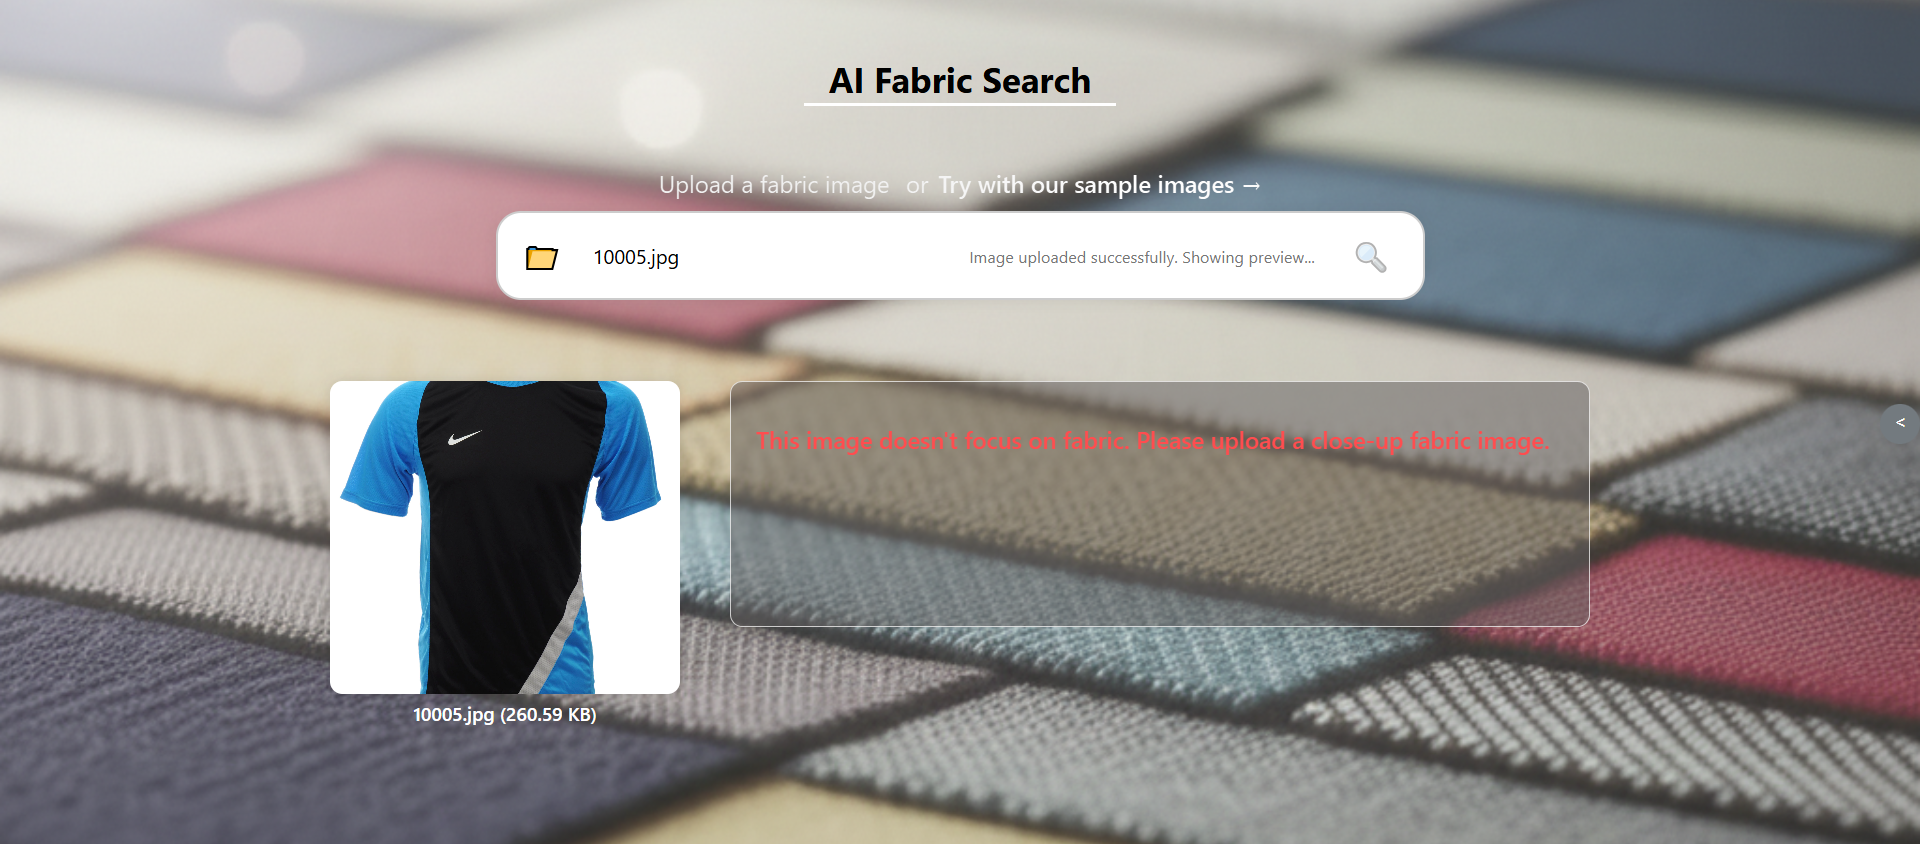 AI Fabric Search
Upload a fabric image or Try with our sample images →
10005.jpg Image uploaded successfully. Showing preview...
This image doesn't focus on fabric. Please upload a close-up fabric image.
<
10005.jpg (260.59 KB)